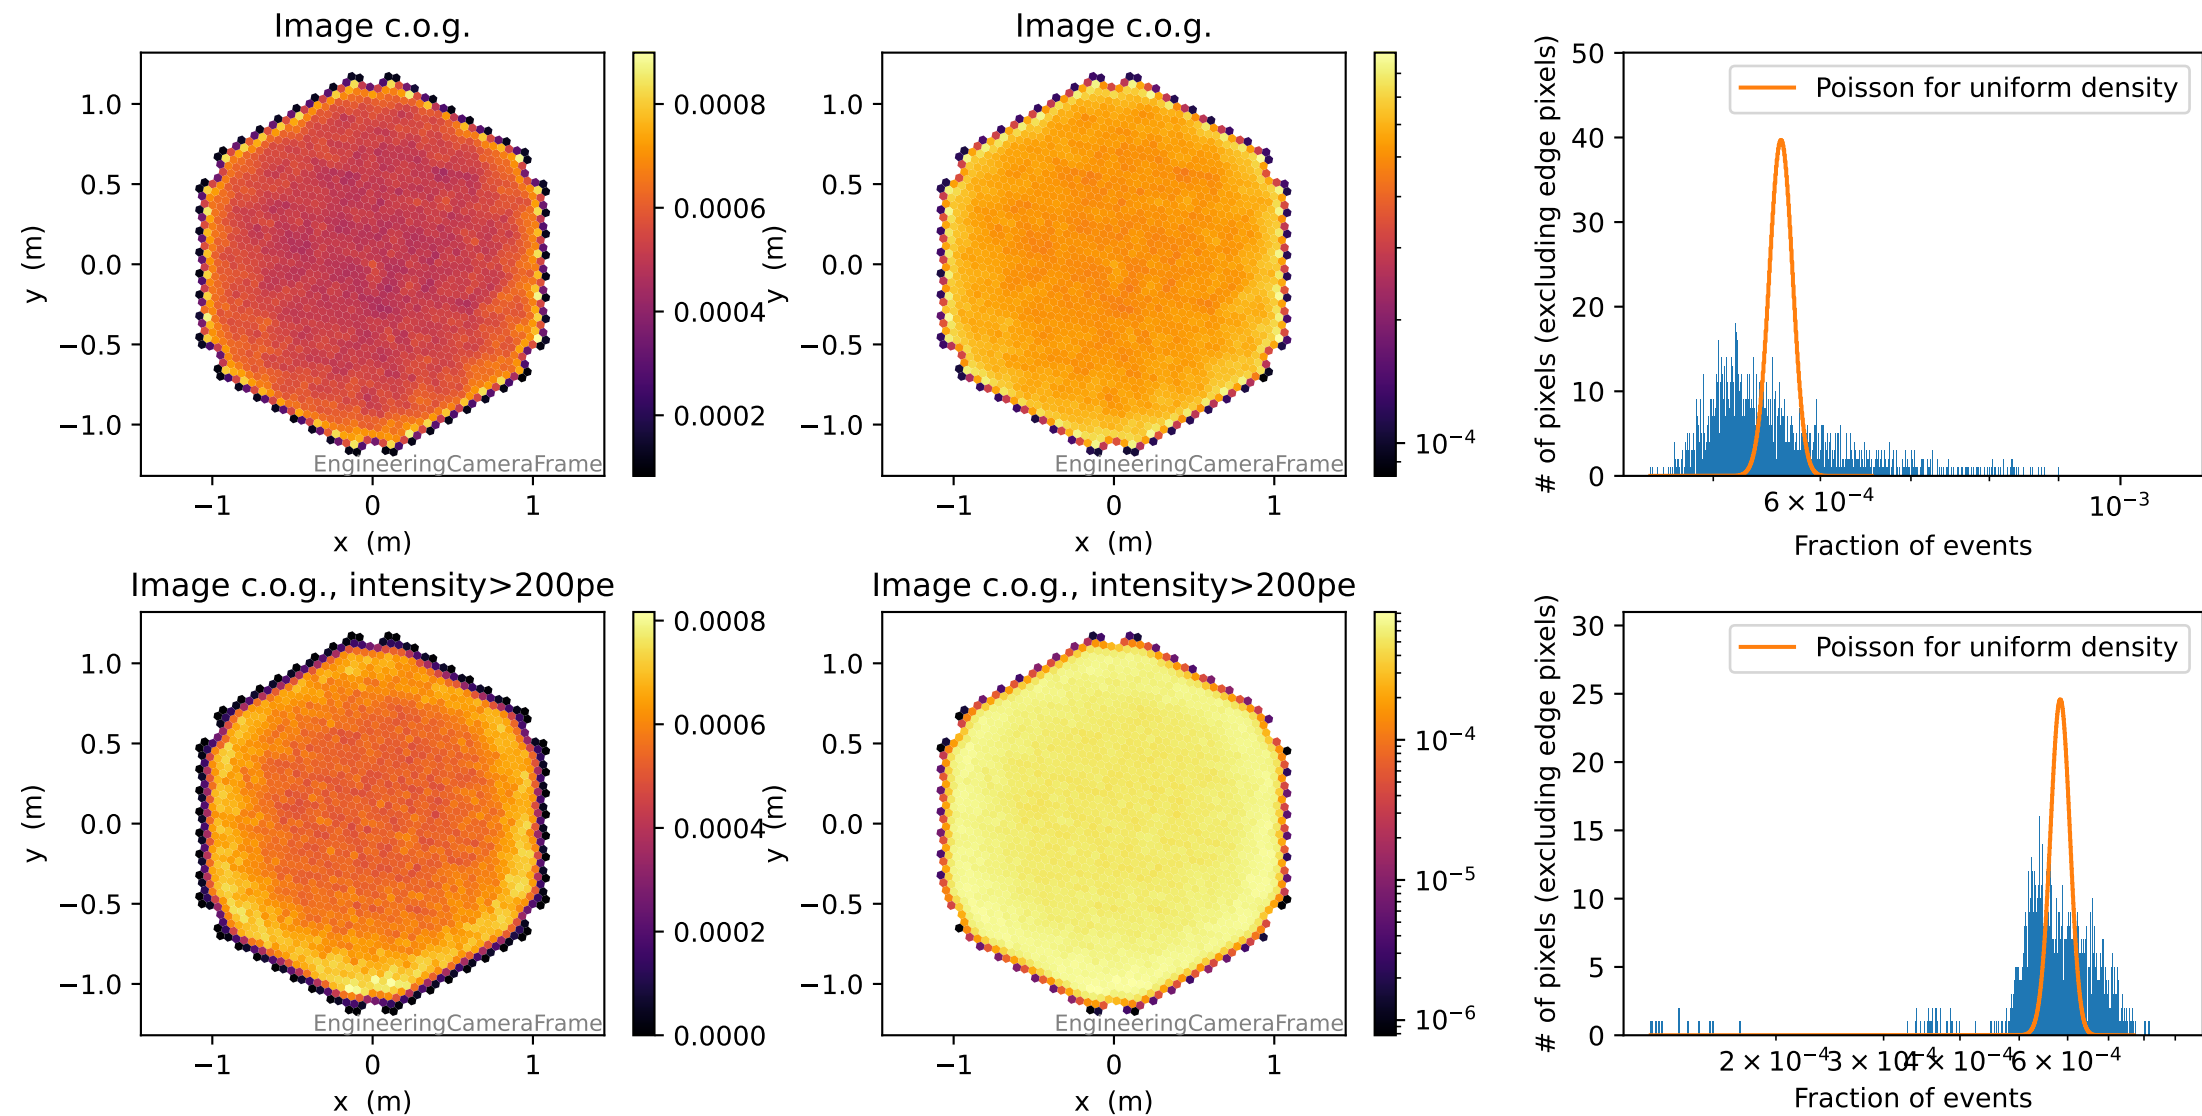 Image c.o.g.
1.0
0.5
0.0
−0.5
−1.0
y (m)
−1
0
1
x (m)
EngineeringCameraFrame
0.0008
0.0006
0.0004
0.0002
Image c.o.g.
1.0
0.5
0.0
−0.5
−1.0
y (m)
−1
0
1
x (m)
EngineeringCameraFrame
10⁻⁴
50
40
30
20
10
0
# of pixels (excluding edge pixels)
Poisson for uniform density
6 × 10⁻⁴
10⁻³
Fraction of events
Image c.o.g., intensity>200pe
1.0
0.5
0.0
−0.5
−1.0
y (m)
−1
0
1
x (m)
EngineeringCameraFrame
0.0008
0.0006
0.0004
0.0002
0.0000
Image c.o.g., intensity>200pe
1.0
0.5
0.0
−0.5
−1.0
y (m)
−1
0
1
x (m)
EngineeringCameraFrame
10⁻⁴
10⁻⁵
10⁻⁶
30
25
20
15
10
5
0
# of pixels (excluding edge pixels)
Poisson for uniform density
2 × 10⁻⁴
3 × 10⁻⁴
4 × 10⁻⁴
6 × 10⁻⁴
Fraction of events